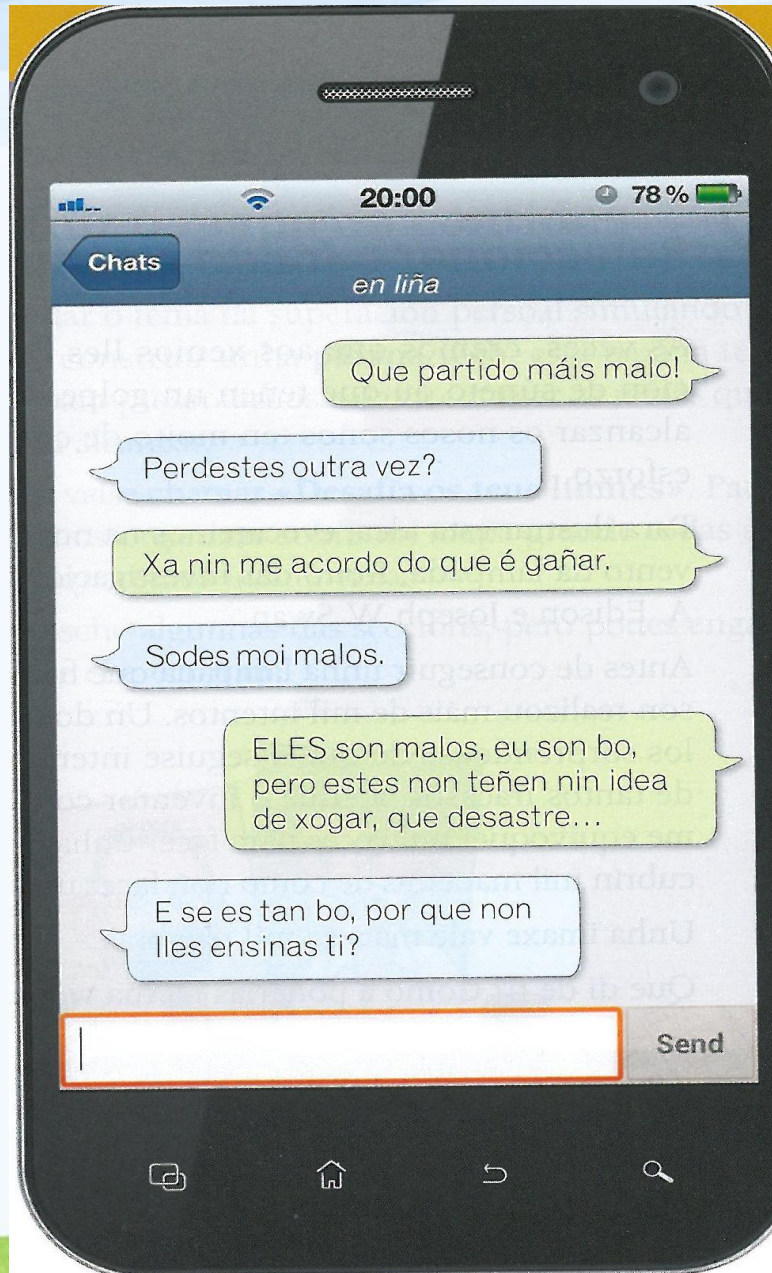 20:00
78 %
Chats
en liña
Que partido máis malo!
Perdestes outra vez?
Xa nin me acordo do que é gañar.
Sodes moi malos.
ELES son malos, eu son bo,
pero estes non teñen nin idea
de xogar, que desastre...
E se es tan bo, por que non
lles ensinas ti?
Send